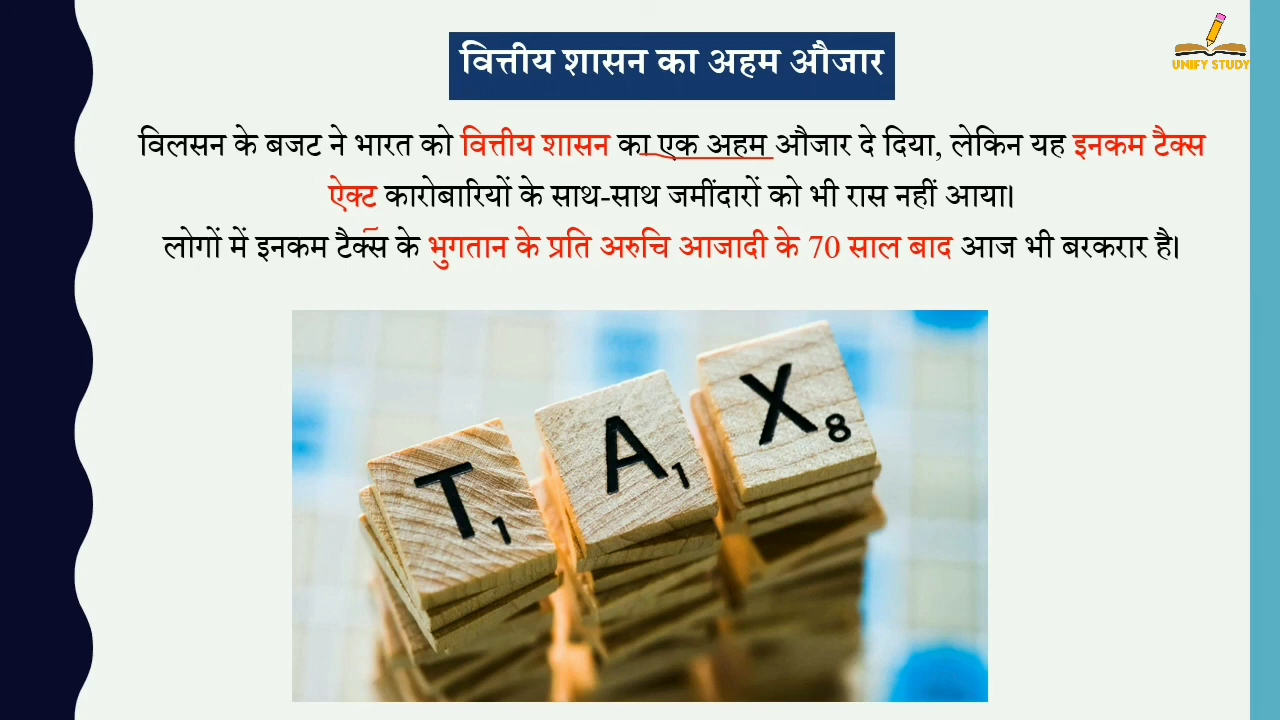 वित्तीय शासन का अहम औजार
UNIFY STUDY
विलसन के बजट ने भारत को वित्तीय शासन का एक अहम औजार दे दिया, लेकिन यह इनकम टैक्स
ऐक्ट कारोबारियों के साथ-साथ जमींदारों को भी रास नहीं आया।
लोगों में इनकम टैक्स के भुगतान के प्रति अरुचि आजादी के 70 साल बाद आज भी बरकरार है।
T1 A1 X8